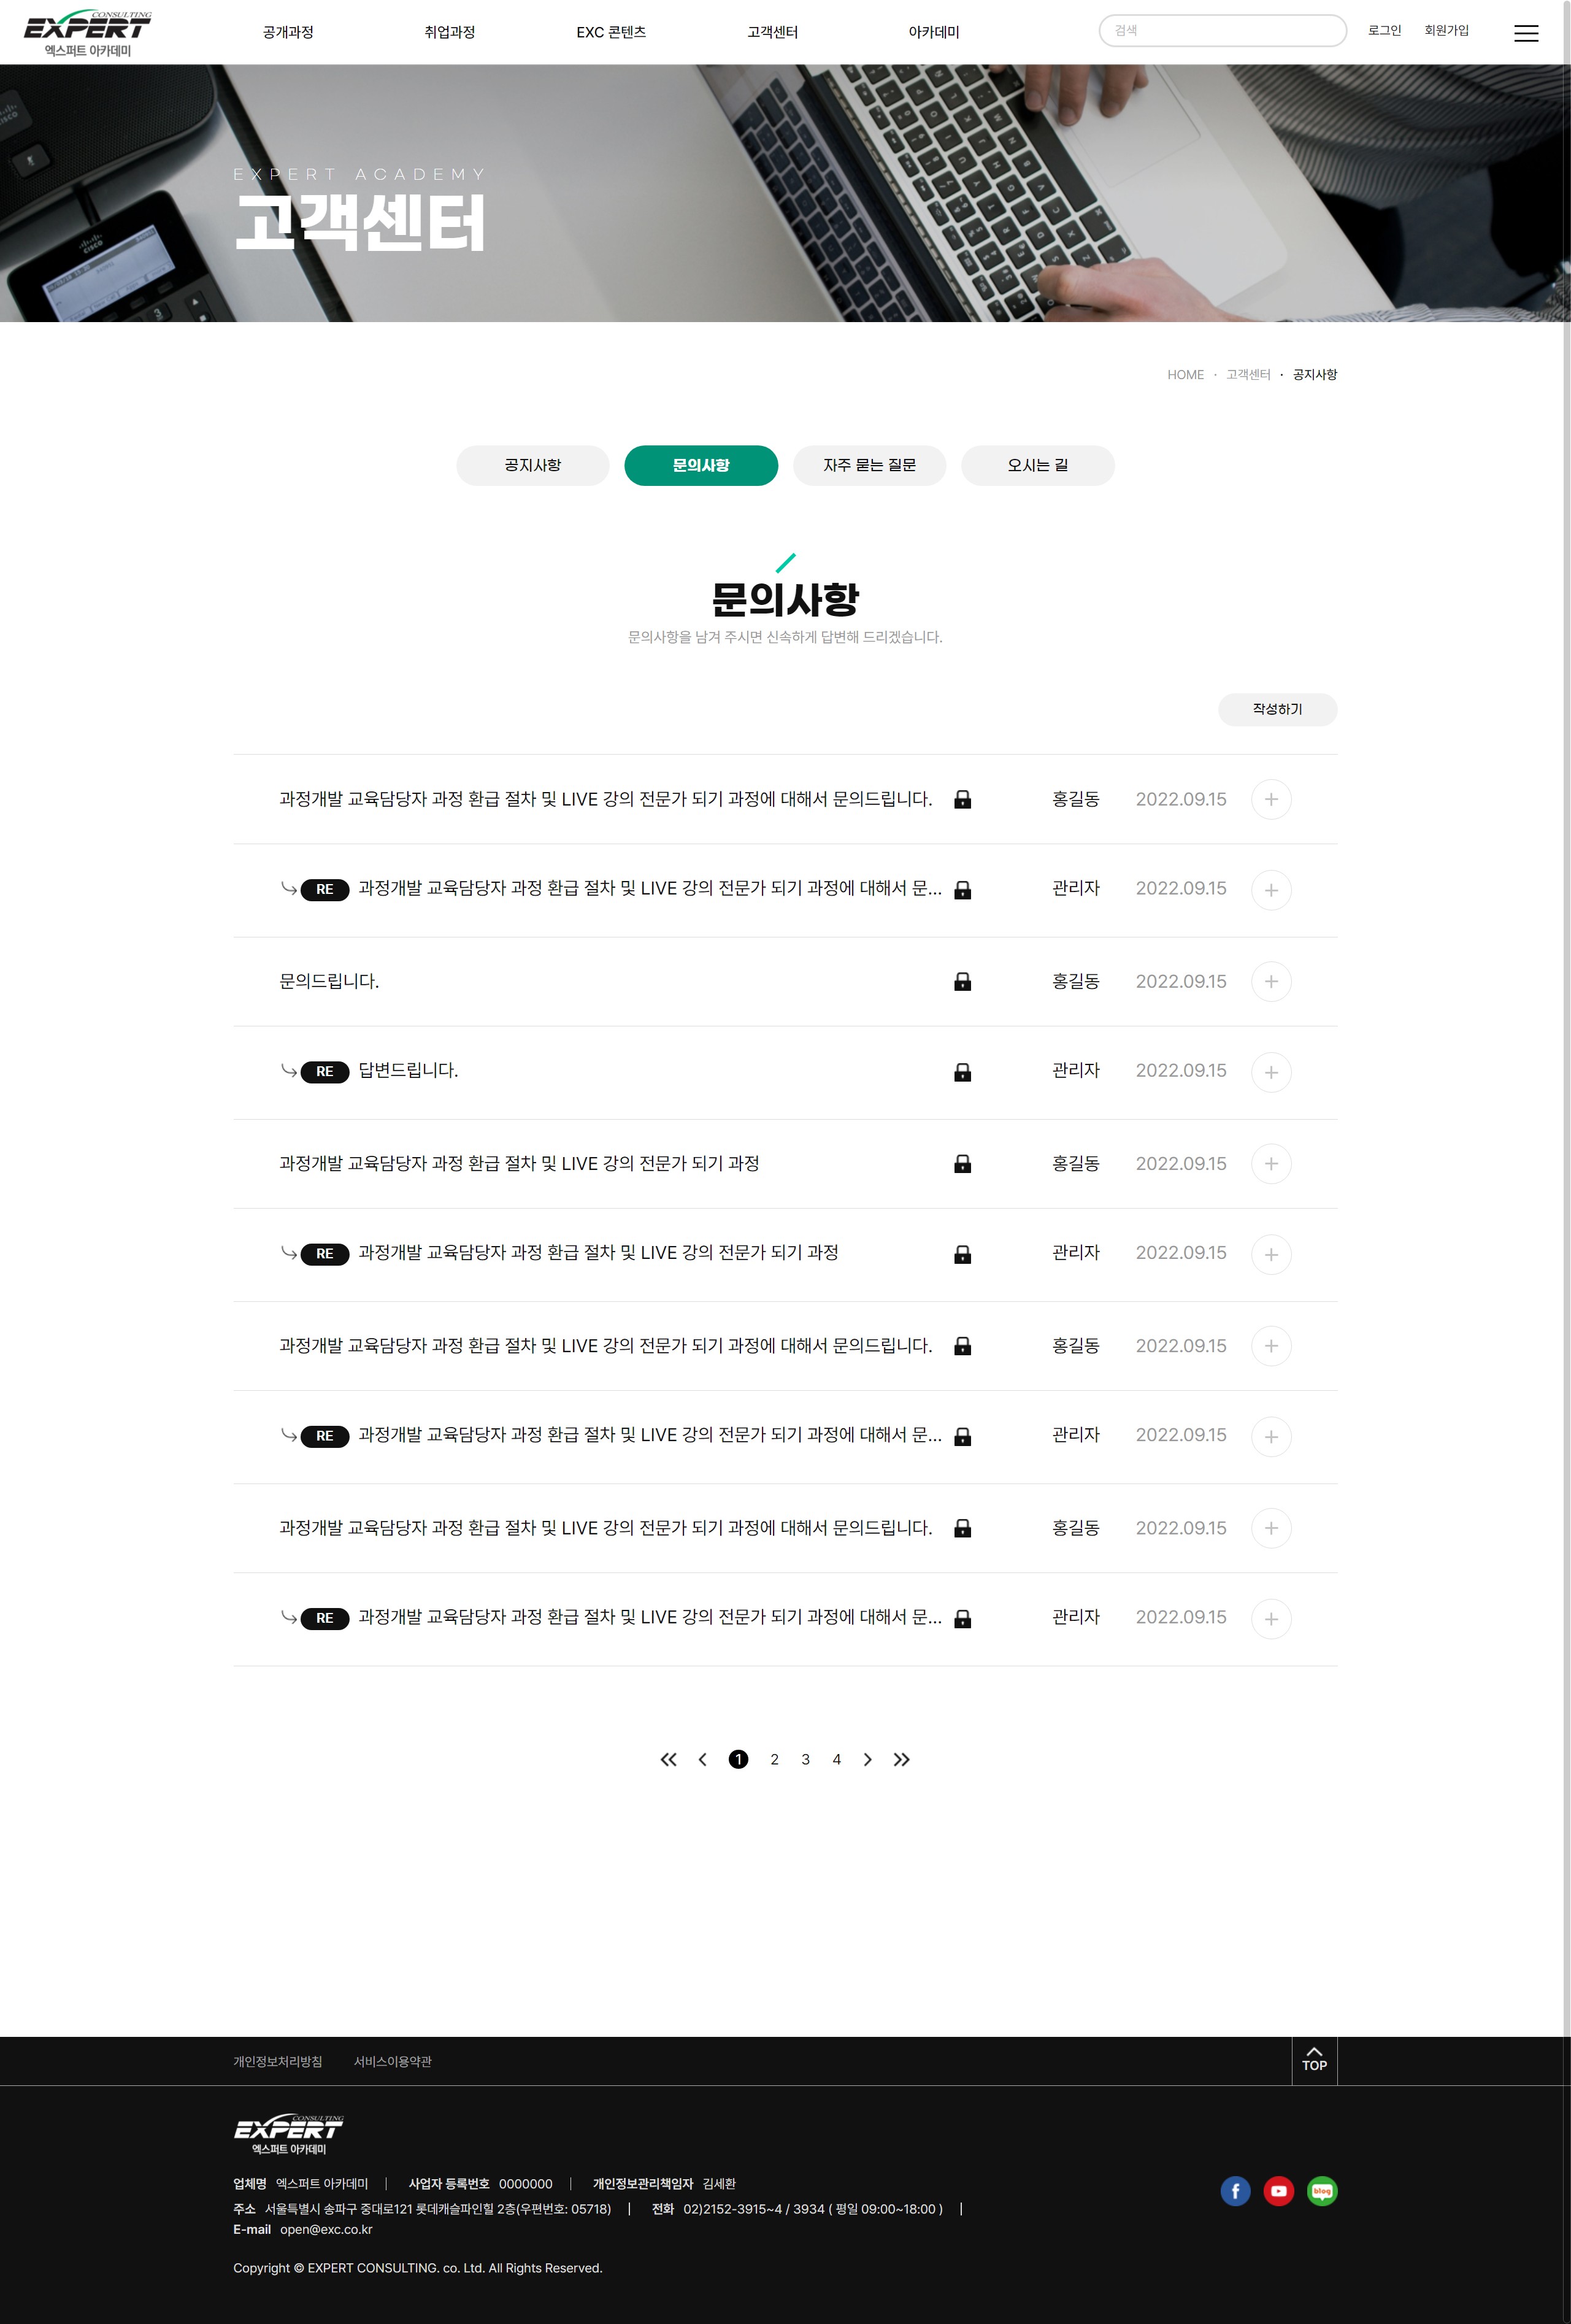 CONSULTING
EXPERT
엑스퍼트 아카데미
공개과정 취업과정 EXC 콘텐츠 고객센터 아카데미 검색 로그인 회원가입
EXPERT ACADEMY
고객센터
HOME · 고객센터 · 공지사항
공지사항 문의사항 자주 묻는 질문 오시는 길
문의사항
문의사항을 남겨 주시면 신속하게 답변해 드리겠습니다.
작성하기
과정개발 교육담당자 과정 환급 절차 및 LIVE 강의 전문가 되기 과정에 대해서 문의드립니다. 홍길동 2022.09.15
RE 과정개발 교육담당자 과정 환급 절차 및 LIVE 강의 전문가 되기 과정에 대해서 문... 관리자 2022.09.15
문의드립니다. 홍길동 2022.09.15
RE 답변드립니다. 관리자 2022.09.15
과정개발 교육담당자 과정 환급 절차 및 LIVE 강의 전문가 되기 과정 홍길동 2022.09.15
RE 과정개발 교육담당자 과정 환급 절차 및 LIVE 강의 전문가 되기 과정 관리자 2022.09.15
과정개발 교육담당자 과정 환급 절차 및 LIVE 강의 전문가 되기 과정에 대해서 문의드립니다. 홍길동 2022.09.15
RE 과정개발 교육담당자 과정 환급 절차 및 LIVE 강의 전문가 되기 과정에 대해서 문... 관리자 2022.09.15
과정개발 교육담당자 과정 환급 절차 및 LIVE 강의 전문가 되기 과정에 대해서 문의드립니다. 홍길동 2022.09.15
RE 과정개발 교육담당자 과정 환급 절차 및 LIVE 강의 전문가 되기 과정에 대해서 문... 관리자 2022.09.15
1 2 3 4
개인정보처리방침 서비스이용약관 TOP
CONSULTING
EXPERT
엑스퍼트 아카데미
업체명 엑스퍼트 아카데미 | 사업자 등록번호 0000000 | 개인정보관리책임자 김세환
주소 서울특별시 송파구 중대로121 롯데캐슬파인힐 2층(우편번호: 05718) | 전화 02)2152-3915~4 / 3934 ( 평일 09:00~18:00 ) |
E-mail open@exc.co.kr
blog
Copyright © EXPERT CONSULTING. co. Ltd. All Rights Reserved.